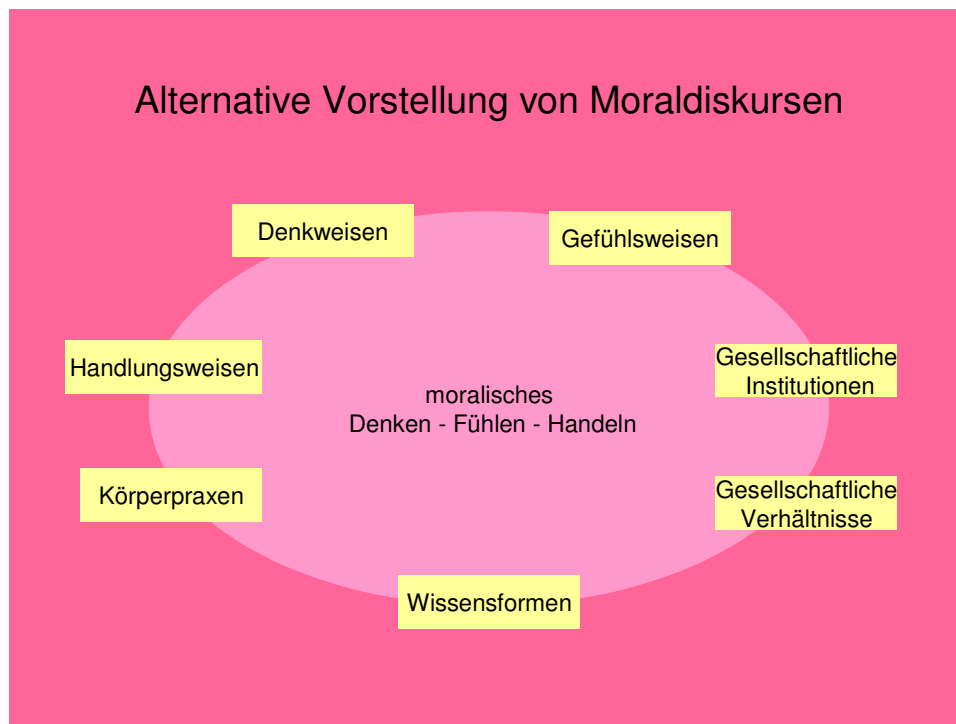 Alternative Vorstellung von Moraldiskursen
Denkweisen
Gefühlsweisen
Handlungsweisen
Gesellschaftliche
Institutionen
moralisches
Denken - Fühlen - Handeln
Körperpraxen
Gesellschaftliche
Verhältnisse
Wissensformen